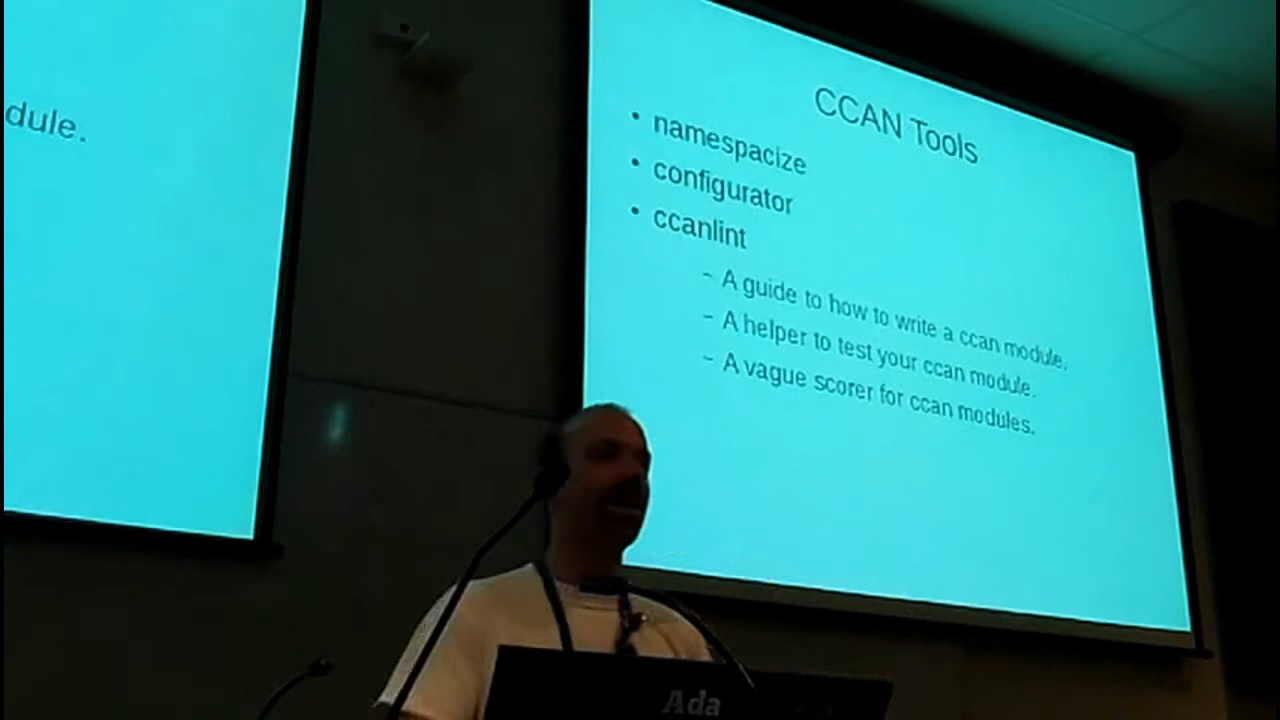 dule.
CCAN Tools
• namespacize
• configurator
• ccanlint
– A guide to how to write a ccan module.
– A helper to test your ccan module.
– A vague scorer for ccan modules.
Ada